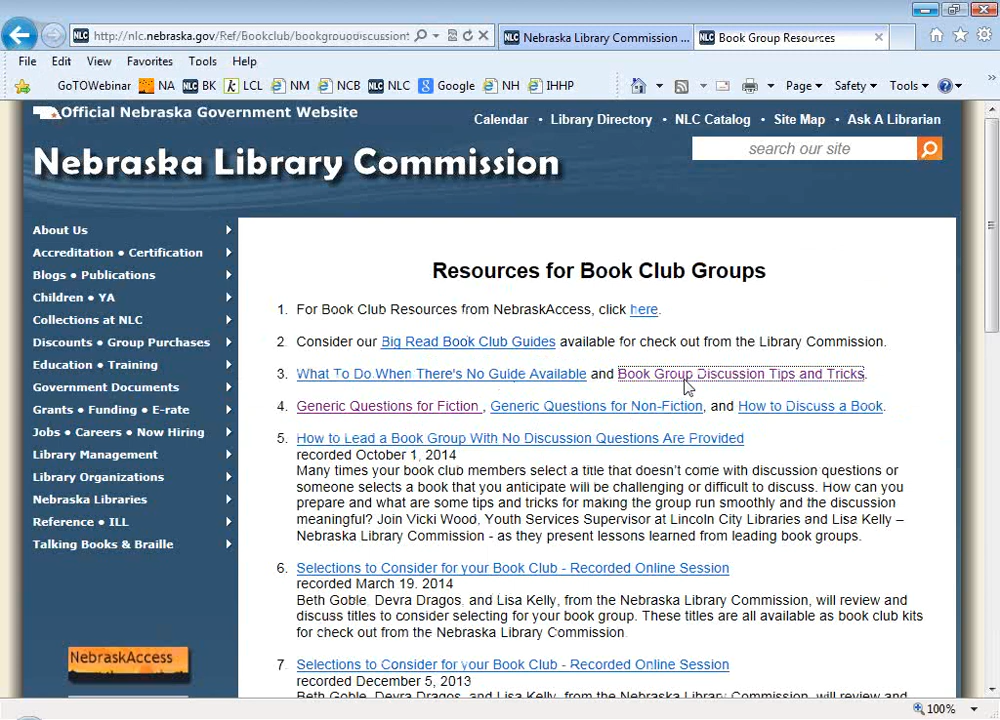 http://nlc.nebraska.gov/Ref/Bookclub/bookgroupdiscussion
Nebraska Library Commission ...
Book Group Resources
File Edit View Favorites Tools Help
GoTOWebinar NA BK LCL NM NCB NLC Google NH IHHP Page Safety Tools
Official Nebraska Government Website
Calendar • Library Directory • NLC Catalog • Site Map • Ask A Librarian
Nebraska Library Commission
search our site
About Us
Accreditation • Certification
Blogs • Publications
Children • YA
Collections at NLC
Discounts • Group Purchases
Education • Training
Government Documents
Grants • Funding • E-rate
Jobs • Careers • Now Hiring
Library Management
Library Organizations
Nebraska Libraries
Reference • ILL
Talking Books & Braille
NebraskAccess
Resources for Book Club Groups
1. For Book Club Resources from NebraskAccess, click here.
2. Consider our Big Read Book Club Guides available for check out from the Library Commission.
3. What To Do When There's No Guide Available and Book Group Discussion Tips and Tricks.
4. Generic Questions for Fiction , Generic Questions for Non-Fiction, and How to Discuss a Book.
5. How to Lead a Book Group With No Discussion Questions Are Provided
recorded October 1, 2014
Many times your book club members select a title that doesn't come with discussion questions or
someone selects a book that you anticipate will be challenging or difficult to discuss. How can you
prepare and what are some tips and tricks for making the group run smoothly and the discussion
meaningful? Join Vicki Wood, Youth Services Supervisor at Lincoln City Libraries and Lisa Kelly –
Nebraska Library Commission - as they present lessons learned from leading book groups.
6. Selections to Consider for your Book Club - Recorded Online Session
recorded March 19, 2014
Beth Goble, Devra Dragos, and Lisa Kelly, from the Nebraska Library Commission, will review and
discuss titles to consider selecting for your book group. These titles are all available as book club kits
for check out from the Nebraska Library Commission.
7. Selections to Consider for your Book Club - Recorded Online Session
recorded December 5, 2013
Beth Goble, Devra Dragos, and Lisa Kelly, from the Nebraska Library Commission, will review and
100%